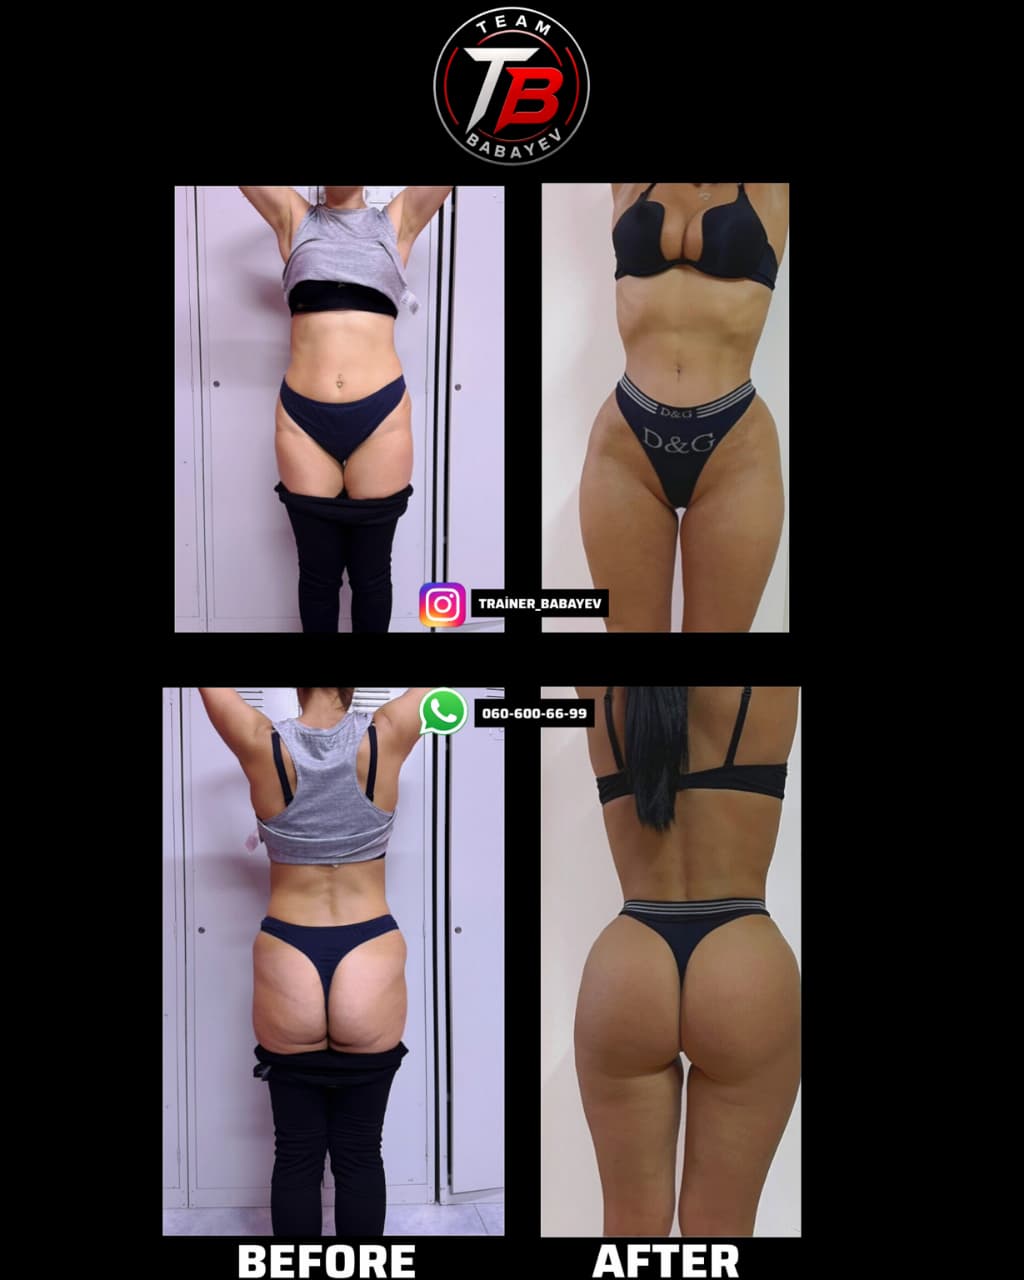 TEAM
TB
BABAYEV
D&G
D&G
TRAİNER_BABAYEV
060-600-66-99
BEFORE
AFTER